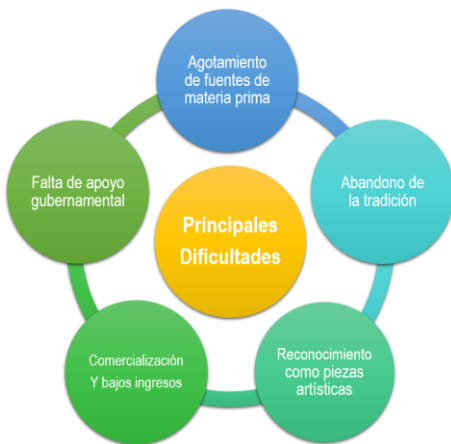 Agotamiento
de fuentes de
materia prima
Abandono de
la tradición
Reconocimiento
como piezas
artísticas
Comercialización
Y bajos ingresos
Falta de apoyo
gubernamental
Principales
Dificultades